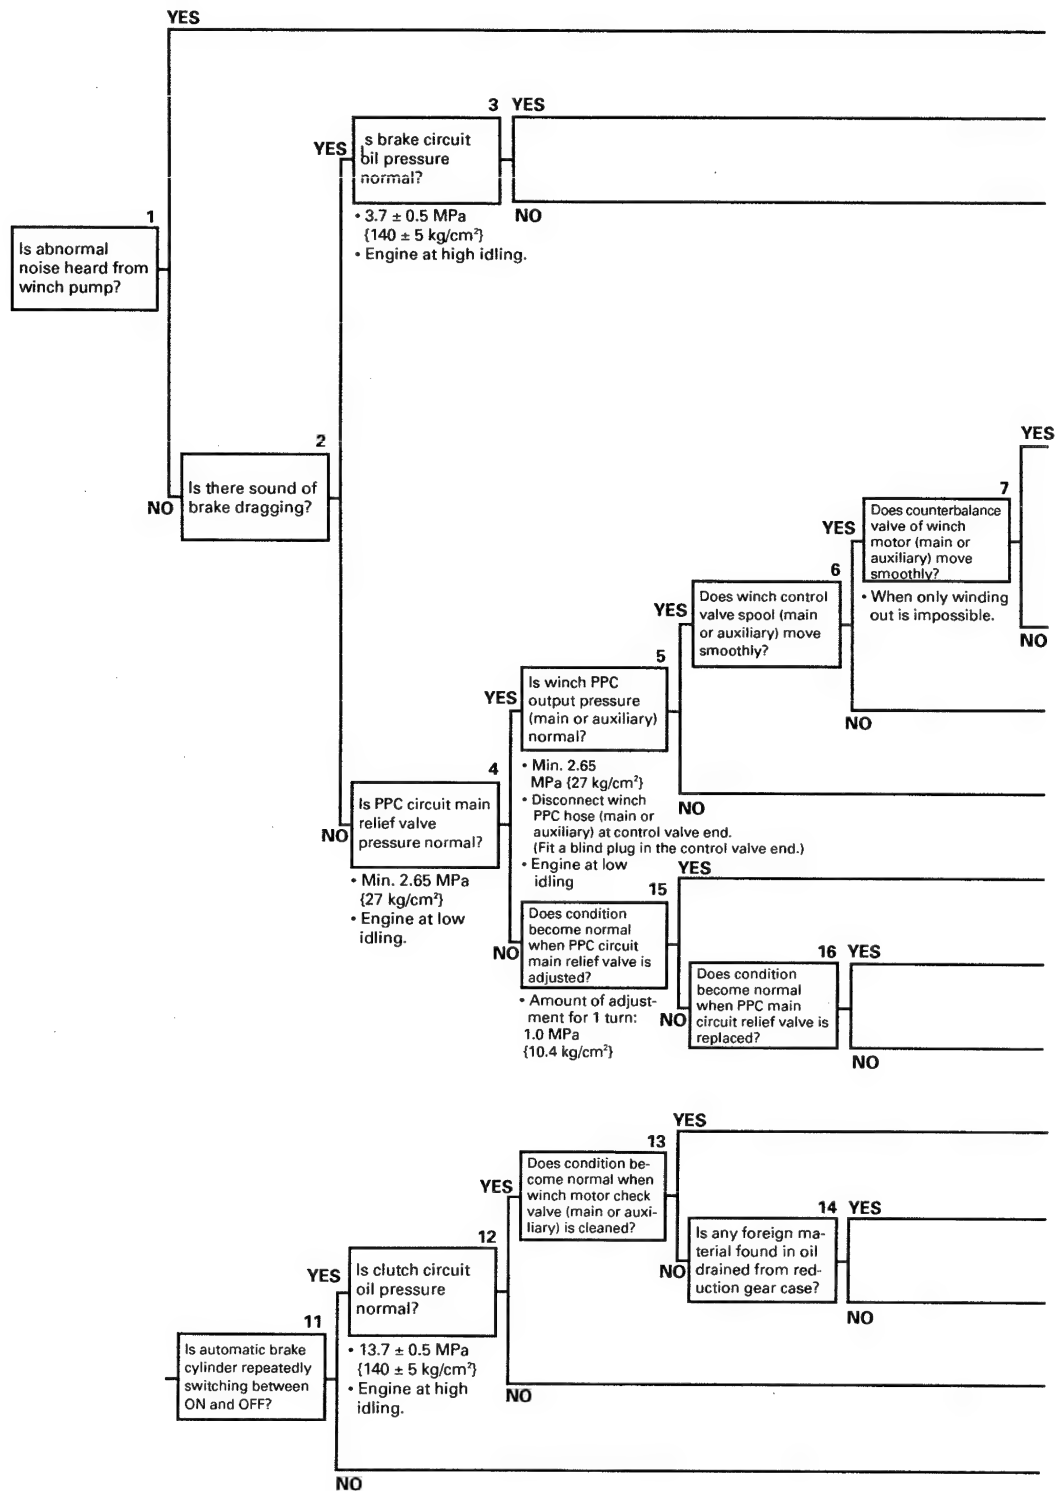 YES
3 YES
YES
s brake circuit
oil pressure
normal?
NO
• 3.7 ± 0.5 MPa
{140 ± 5 kg/cm²}
• Engine at high idling.
1
Is abnormal
noise heard from
winch pump?
2
Is there sound of
brake dragging?
NO
YES
7
Does counterbalance
valve of winch
motor (main or
auxiliary) move
smoothly?
YES
• When only winding
out is impossible.
NO
6
Does winch control
valve spool (main
or auxiliary) move
smoothly?
YES
NO
5
Is winch PPC
output pressure
(main or auxiliary)
normal?
YES
• Min. 2.65
MPa {27 kg/cm²}
• Disconnect winch
PPC hose (main or
auxiliary) at control valve end.
(Fit a blind plug in the control valve end.)
• Engine at low
idling
NO
4
Is PPC circuit main
relief valve
pressure normal?
NO
• Min. 2.65 MPa
{27 kg/cm²}
• Engine at low
idling.
YES
15
Does condition
become normal
when PPC circuit
main relief valve is
adjusted?
NO
• Amount of adjust-
ment for 1 turn:
1.0 MPa
{10.4 kg/cm²}
16 YES
Does condition
become normal
when PPC main
circuit relief valve is
replaced?
NO
NO
YES
13
Does condition be-
come normal when
winch motor check
valve (main or auxi-
liary) is cleaned?
YES
14 YES
Is any foreign ma-
terial found in oil
drained from red-
uction gear case?
NO
NO
12
Is clutch circuit
oil pressure
normal?
YES
• 13.7 ± 0.5 MPa
{140 ± 5 kg/cm²}
• Engine at high
idling.
NO
11
Is automatic brake
cylinder repeatedly
switching between
ON and OFF?
NO